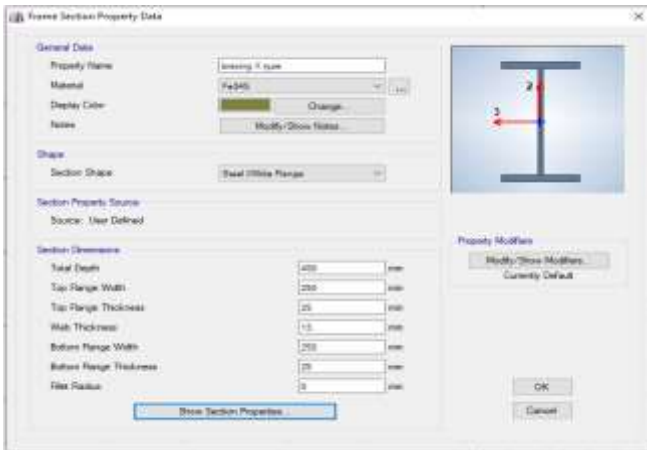 Frame Section Property Data
General Data
Property Name bracing X type
Material Fe345 ...
Display Color Change...
Notes Modify/Show Notes...
Shape
Section Shape Steel I/Wide Flange
Section Property Source
Source: User Defined
Section Dimensions
Total Depth 400 mm
Top Flange Width 250 mm
Top Flange Thickness 25 mm
Web Thickness mm
Bottom Flange Width 250 mm
Bottom Flange Thickness 25 mm
Fillet Radius 0 mm
Show Section Properties...
2
3
Property Modifiers
Modify/Show Modifiers...
Currently Default
OK
Cancel